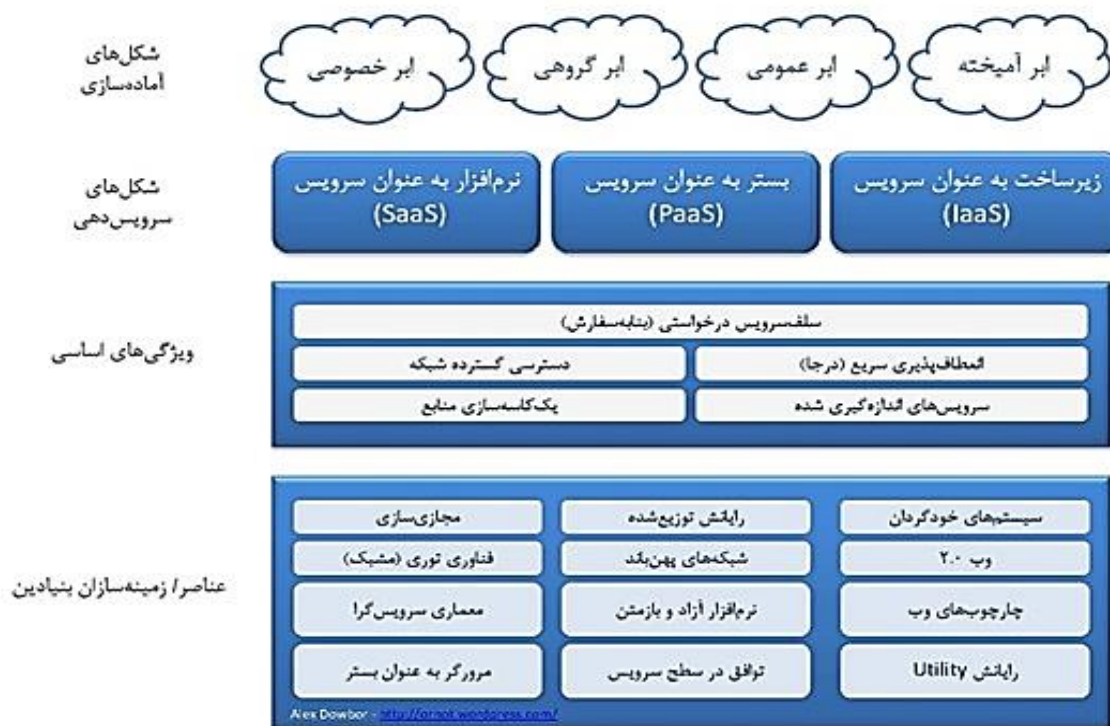 شکل‌های
آماده‌سازی
ابر آمیخته
ابر عمومی
ابر گروهی
ابر خصوصی
شکل‌های
سرویس‌دهی
زیرساخت به عنوان سرویس
(IaaS)
بستر به عنوان سرویس
(PaaS)
نرم‌افزار به عنوان سرویس
(SaaS)
ویژگی‌های اساسی
سلف‌سرویس درخواستی (بنابه‌سفارش)
انعطاف‌پذیری سریع (درجا)
دسترسی گسترده شبکه
سرویس‌های اندازه‌گیری شده
یک‌کاسه‌سازی منابع
عناصر/ زمینه‌سازان بنیادین
سیستم‌های خودگردان
رایانش توزیع‌شده
مجازی‌سازی
وب ۲.۰
شبکه‌های پهن‌باند
فناوری توری (مشبک)
چارچوب‌های وب
نرم‌افزار آزاد و بازمتن
معماری سرویس‌گرا
رایانش Utility
توافق در سطح سرویس
مرورگر به عنوان بستر
Alex Dowbor - http://ornot.wordpress.com/